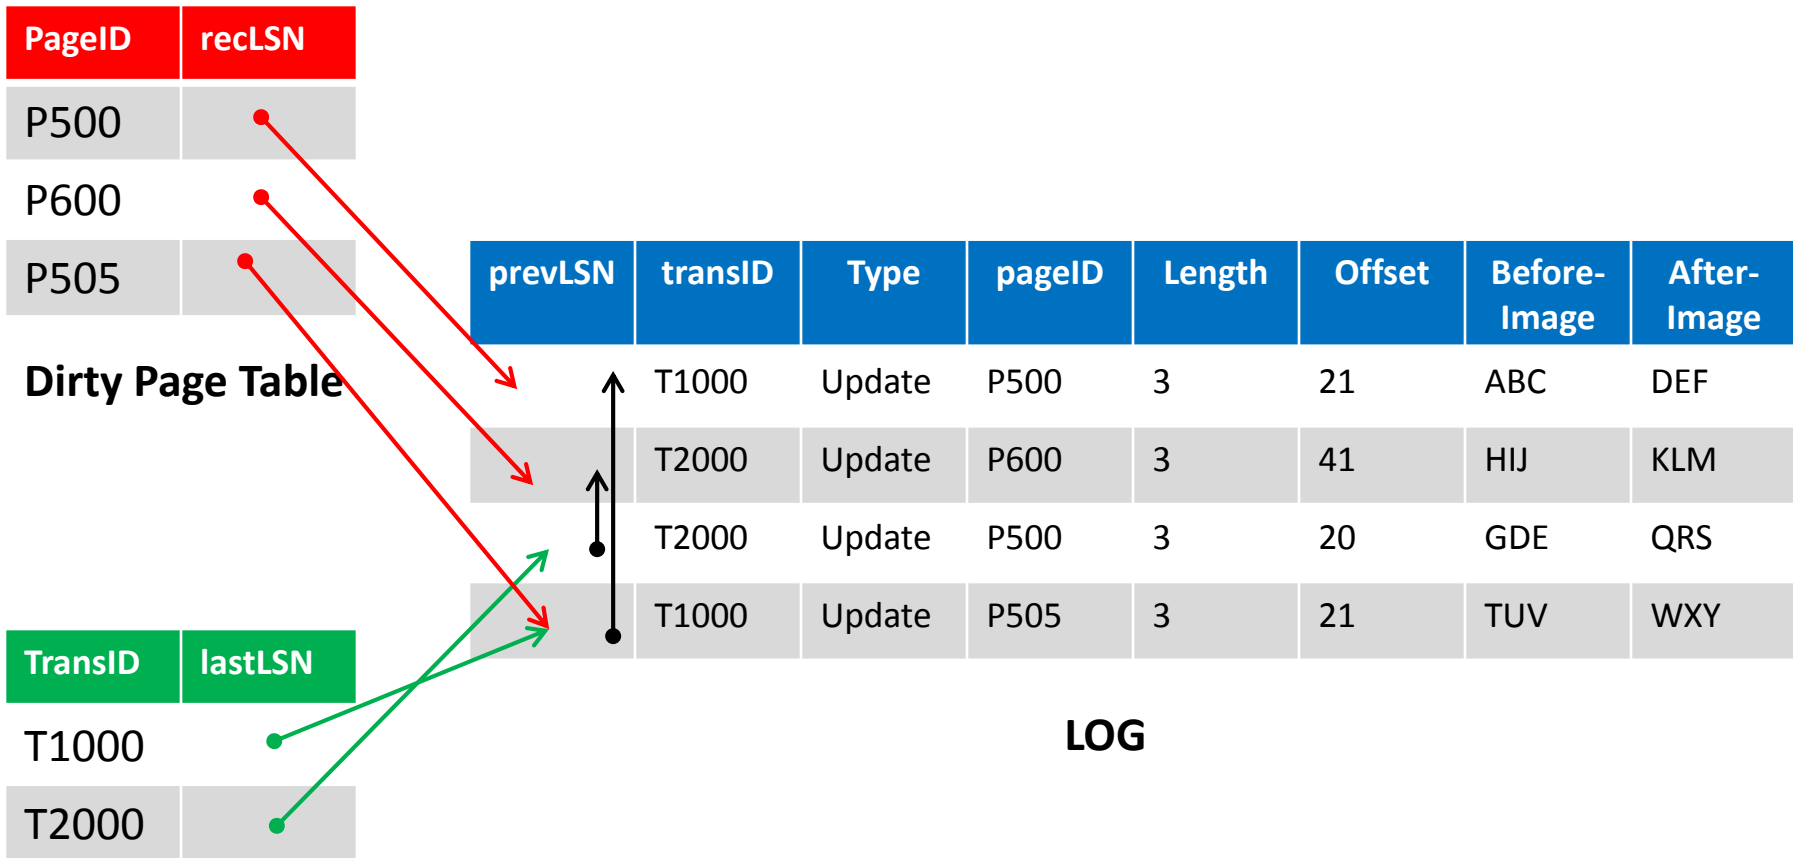 PageID recLSN
P500
P600
P505
Dirty Page Table
prevLSN transID Type pageID Length Offset Before-Image After-Image
T1000 Update P500 3 21 ABC DEF
T2000 Update P600 3 41 HIJ KLM
T2000 Update P500 3 20 GDE QRS
T1000 Update P505 3 21 TUV WXY
LOG
TransID lastLSN
T1000
T2000